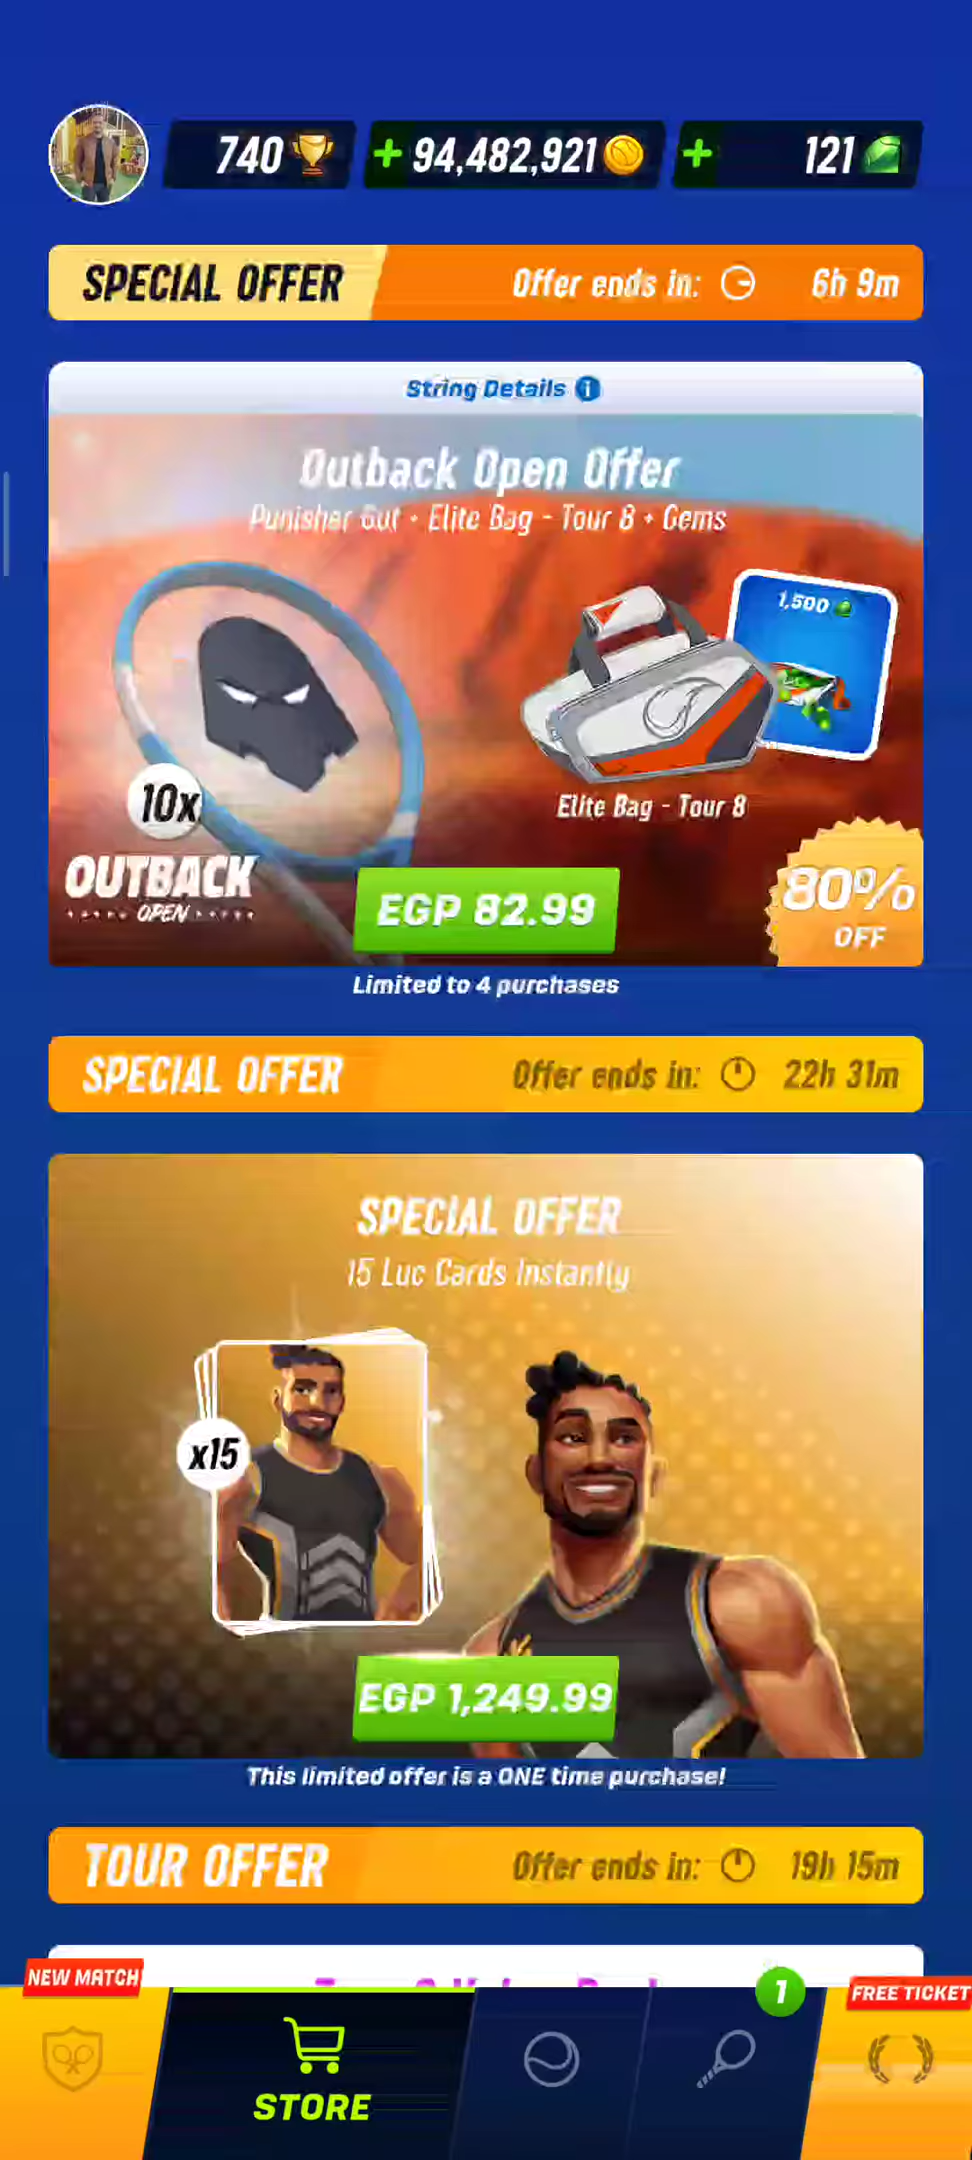 740
94,482,921
121
SPECIAL OFFER
Offer ends in: 6h 9m
String Details
Outback Open Offer
Punisher Gut + Elite Bag - Tour 8 + Gems
1,500
10x
Elite Bag - Tour 8
OUTBACK
OPEN
EGP 82.99
80%
OFF
Limited to 4 purchases
SPECIAL OFFER
Offer ends in: 22h 31m
SPECIAL OFFER
15 Luc Cards Instantly
x15
EGP 1,249.99
This limited offer is a ONE time purchase!
TOUR OFFER
Offer ends in: 19h 15m
NEW MATCH
1
FREE TICKET
STORE